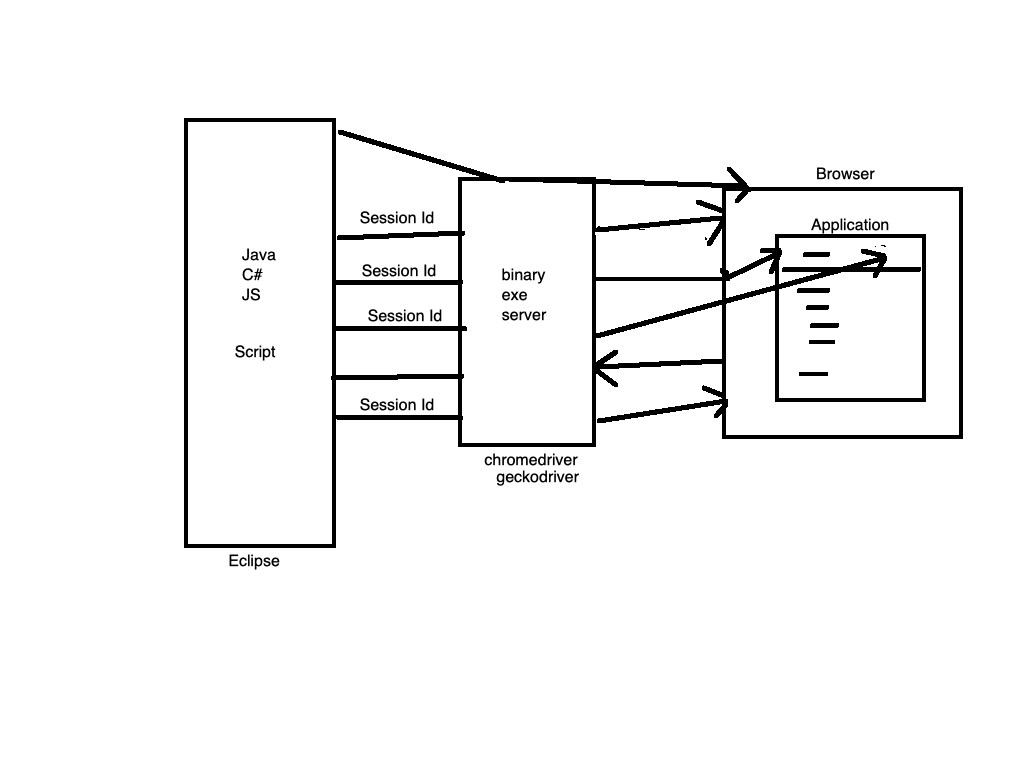 Browser
Session Id
Application
Java
C#
JS
Session Id
binary
exe
server
Session Id
Script
Session Id
chromedriver
geckodriver
Eclipse